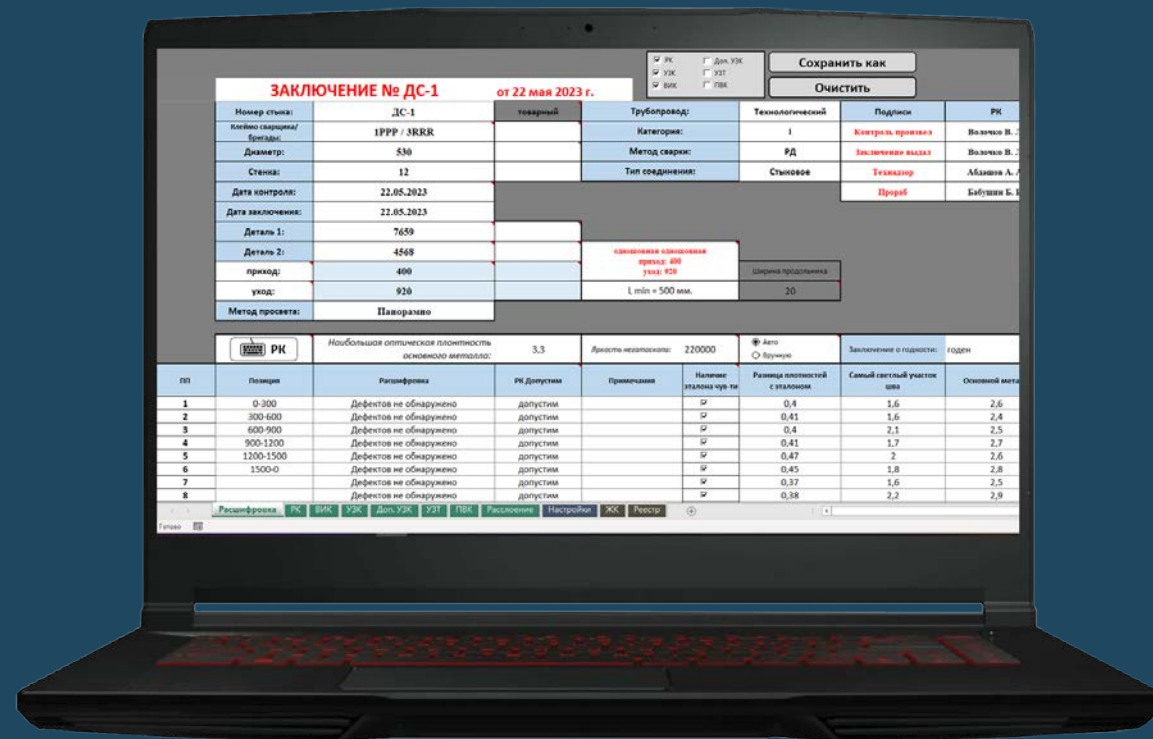 РК Доп. УЗК
УЗК УЗТ
ВИК ПВК
Сохранить как
Очистить
ЗАКЛЮЧЕНИЕ № ДС-1 от 22 мая 2023 г.
Номер стыка: ДС-1 товарный Трубопровод: Технологический Подписи РК
Клеймо сварщика/
бригады: 1РРР / 3RRR Категория: I Контроль произвел Волочко В.
Диаметр: 530 Метод сварки: РД Заключение выдал Волочко В.
Стенка: 12 Тип соединения: Стыковое Технадзор Абдашов А.
Дата контроля: 22.05.2023 Прораб Бабушин Б.
Дата заключения: 22.05.2023
Деталь 1: 7659
Деталь 2: 4568
одношовная одношовная
приход: 400
уход: 920
приход: 400 Ширина продольника
уход: 920 L min = 500 мм. 20
Метод просвета: Панорамно
РК Наибольшая оптическая плонтность
основного металла: 3,3 Яркость негатоскопа: 220000
Авто
Вручную
Заключение о годности: годен
ПП Позиция Расшифровка РК Допустим Примечания Наличие
эталона чув-ти Разница плотностей
с эталоном Самый светлый участок
шва Основной мета
1 0-300 Дефектов не обнаружено допустим 0,4 1,6 2,6
2 300-600 Дефектов не обнаружено допустим 0,41 1,6 2,4
3 600-900 Дефектов не обнаружено допустим 0,4 2,1 2,5
4 900-1200 Дефектов не обнаружено допустим 0,41 1,7 2,7
5 1200-1500 Дефектов не обнаружено допустим 0,47 2 2,6
6 1500-0 Дефектов не обнаружено допустим 0,45 1,8 2,8
7 Дефектов не обнаружено допустим 0,37 1,6 2,5
8 Дефектов не обнаружено допустим 0,38 2,2 2,9
Расшифровка РК ВИК УЗК Доп. УЗК УЗТ ПВК Расслоение Настройки ЖК Реестр
Готово